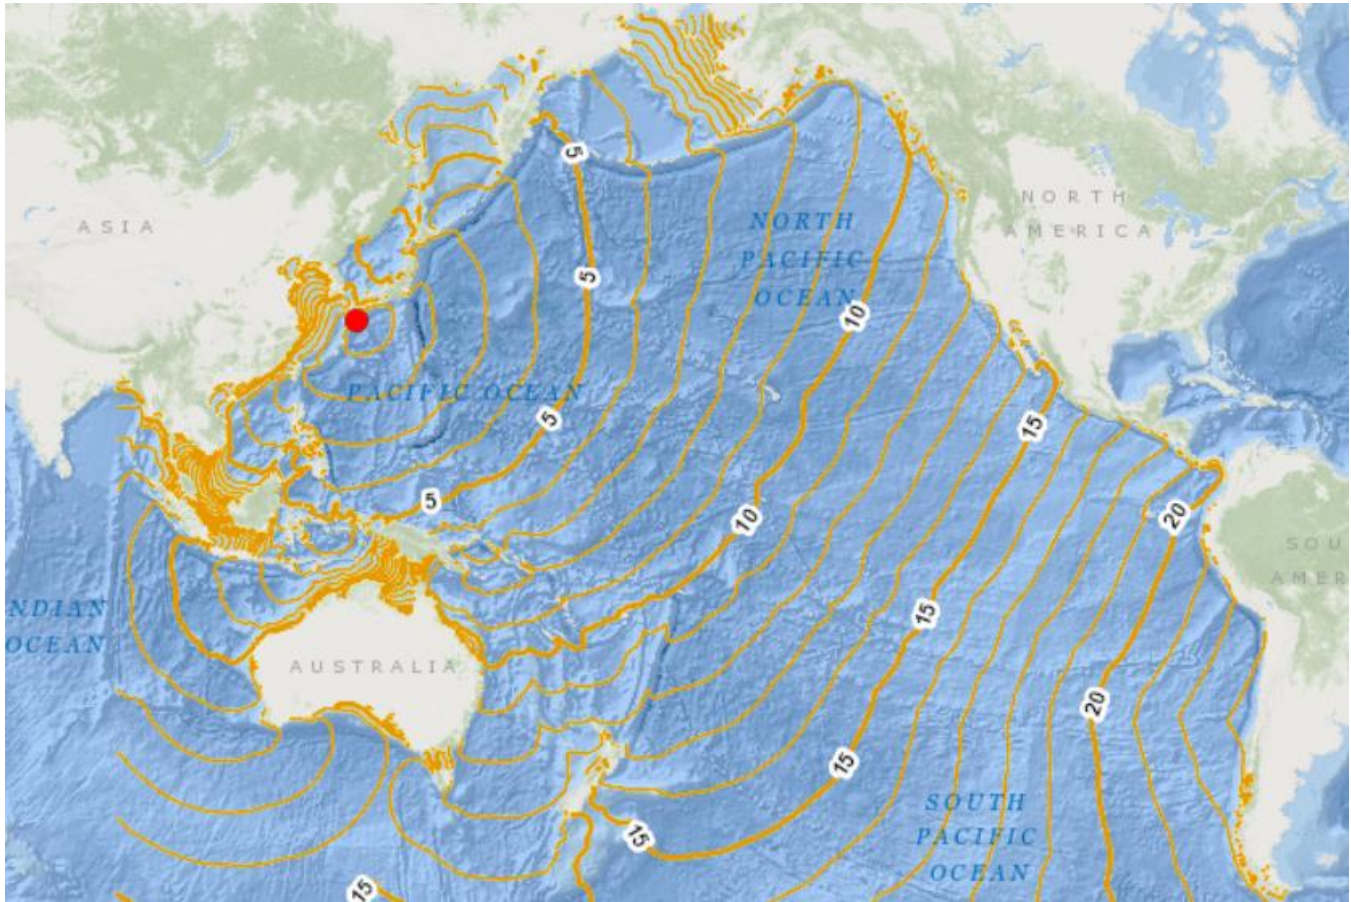 5
ASIA
NORTH
AMERICA
NORTH
PACIFIC
OCEAN
5
10
PACIFIC OCEAN
5
15
5
10
20
SOU
AMER
NDIAN
OCEAN
15
AUSTRALIA
20
15
SOUTH
PACIFIC
OCEAN
15
15